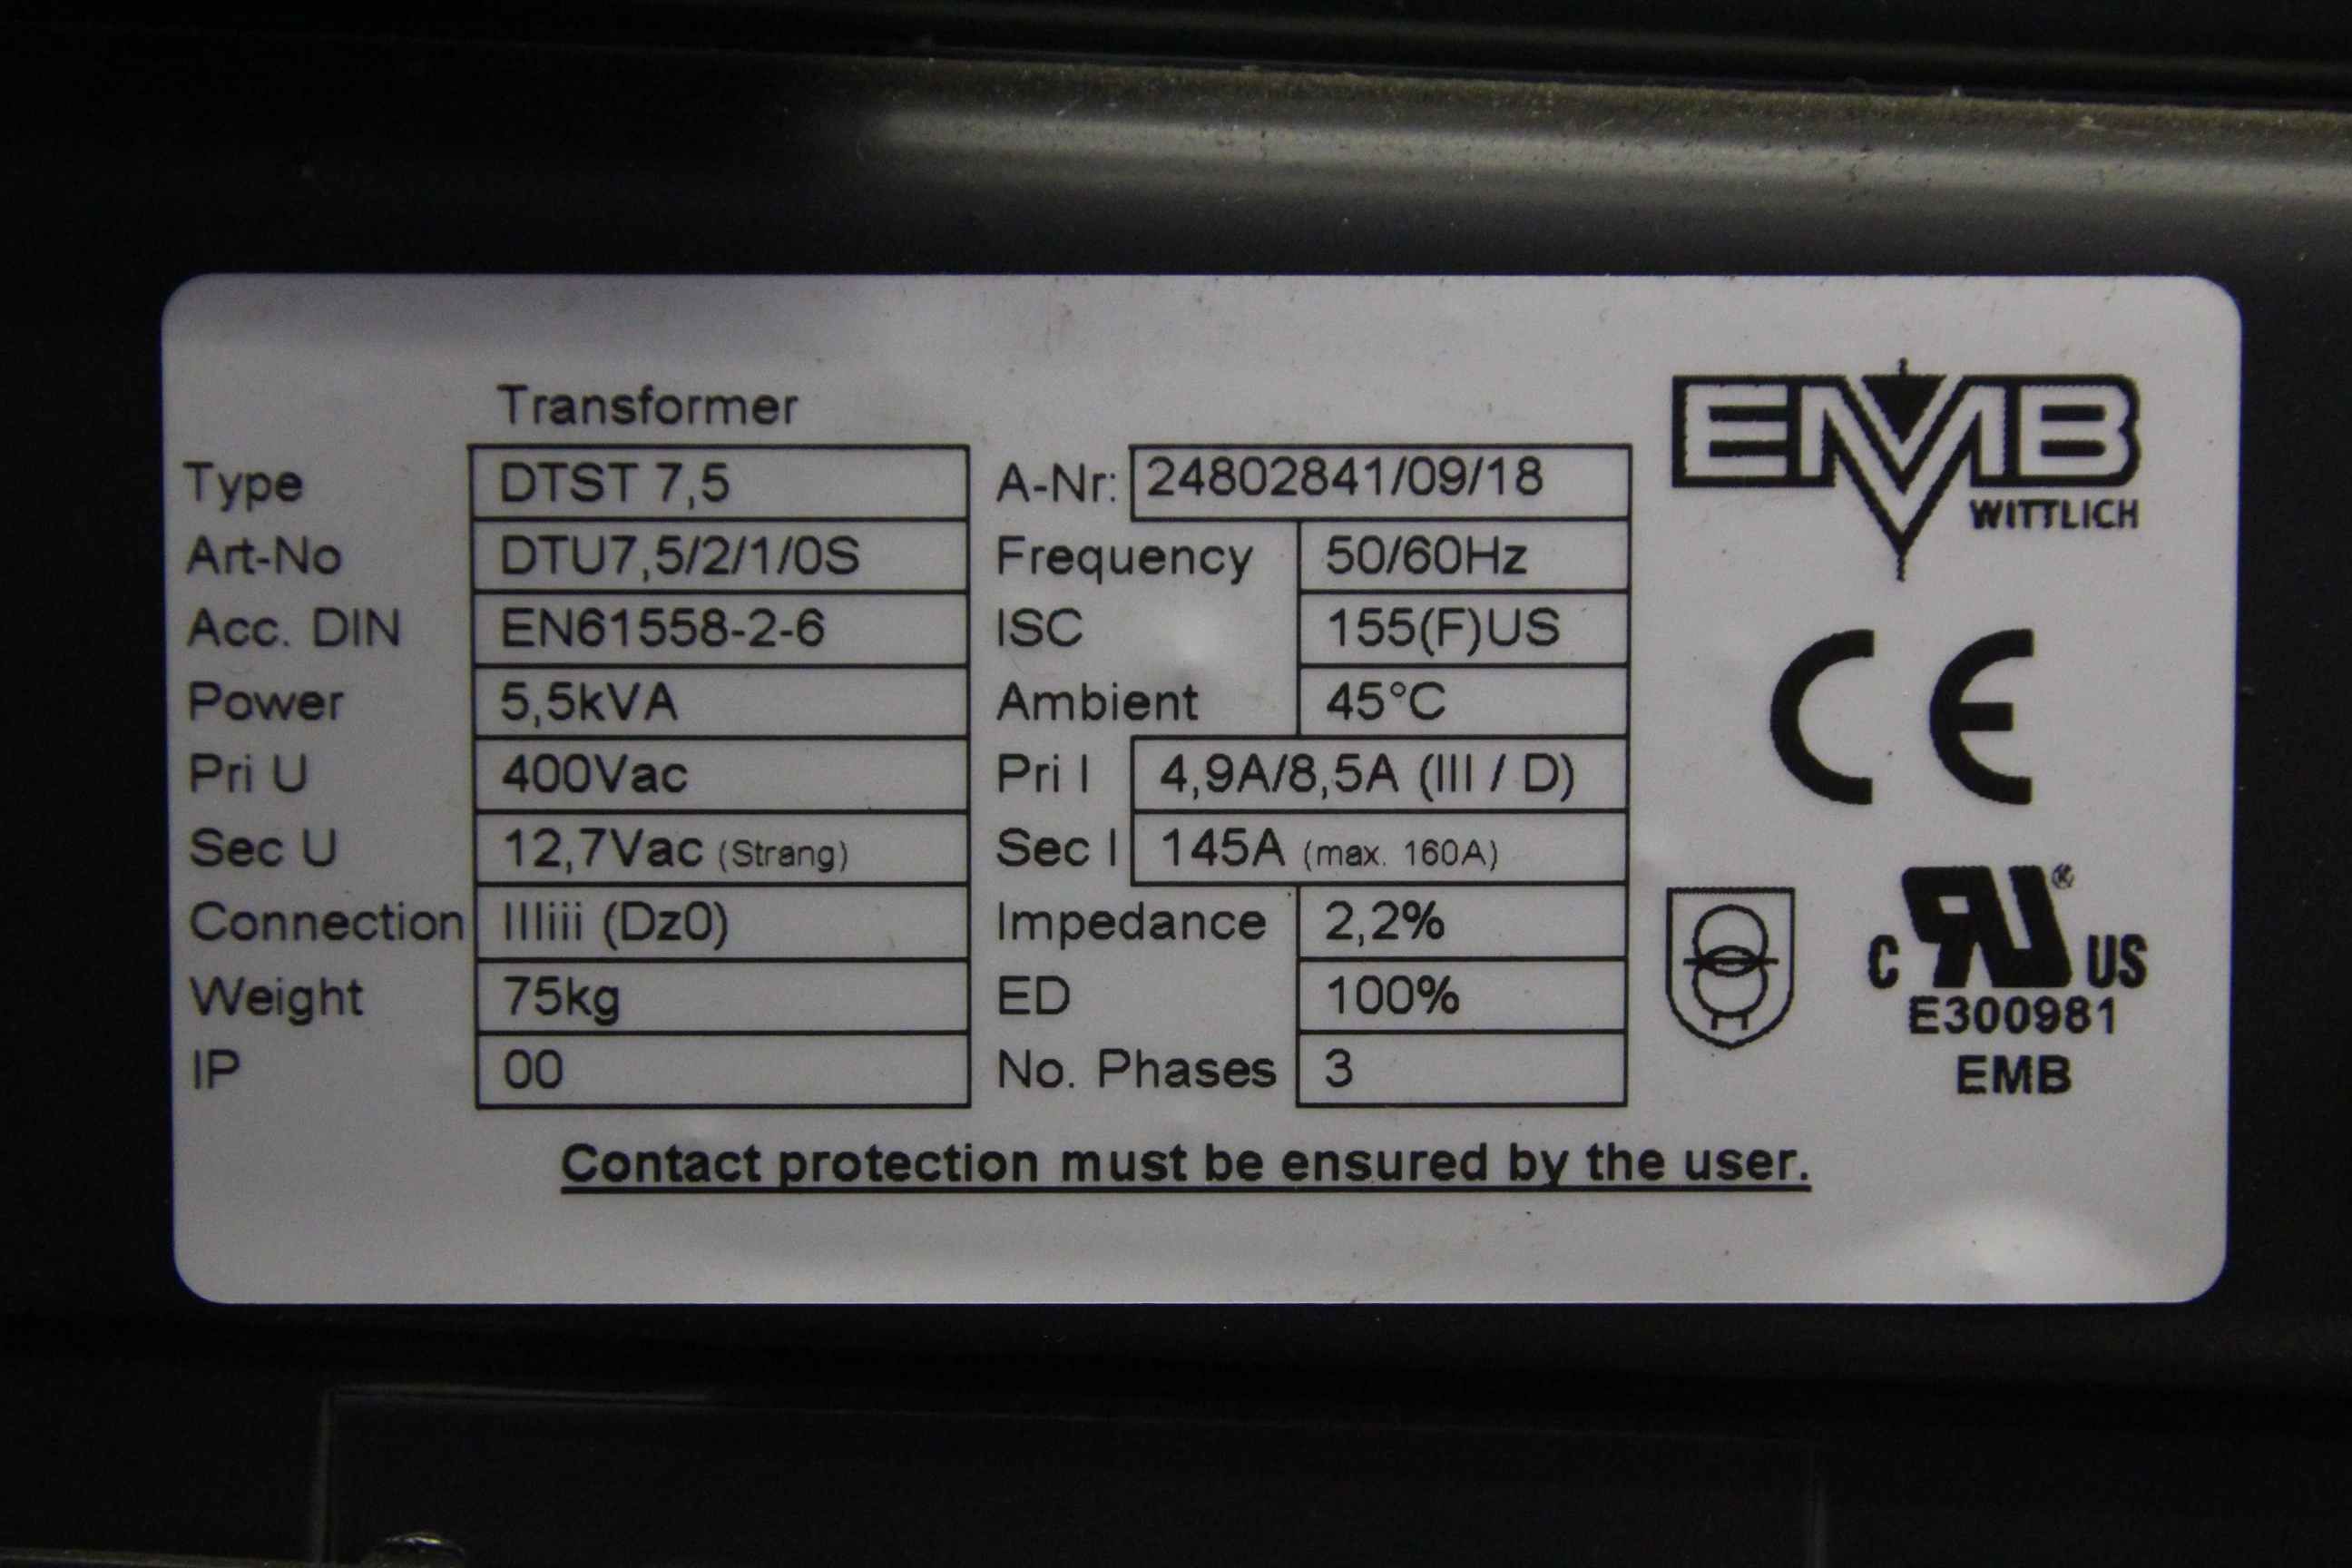 Transformer
Type DTST 7,5 A-Nr: 24802841/09/18
Art-No DTU7,5/2/1/0S Frequency 50/60Hz
Acc. DIN EN61558-2-6 ISC 155(F)US
Power 5,5kVA Ambient 45°C
Pri U 400Vac Pri I 4,9A/8,5A (III / D)
Sec U 12,7Vac (Strang) Sec I 145A (max. 160A)
Connection IIIiii (Dz0) Impedance 2,2%
Weight 75kg ED 100%
IP 00 No. Phases 3
Contact protection must be ensured by the user.
EMB
WITTLICH
CE
c RU® US
E300981
EMB